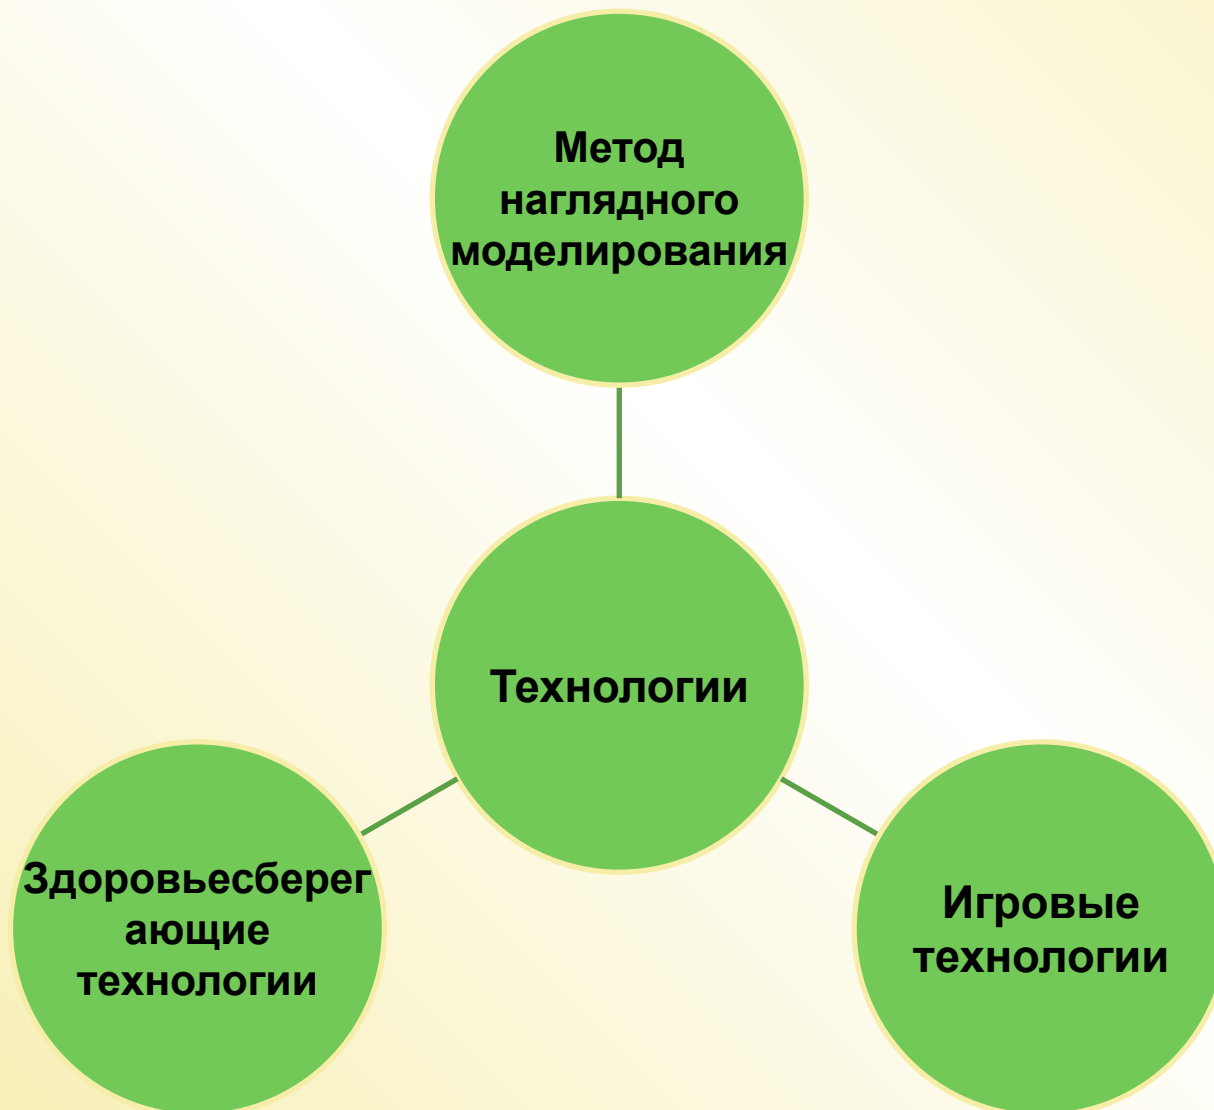 Метод
наглядного
моделирования
Технологии
Здоровьесберег
ающие
технологии
Игровые
технологии